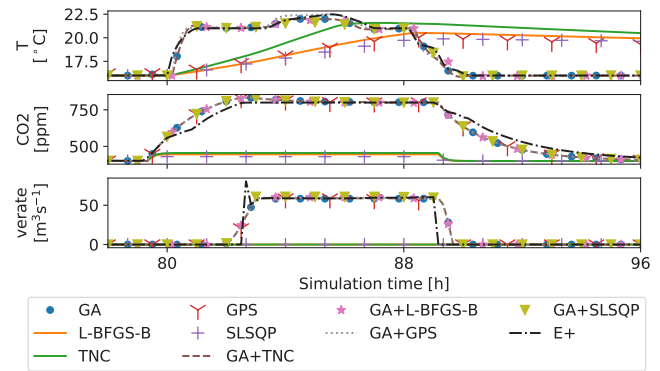 22.5
20.0
17.5
T
[°C]
750
500
CO2
[ppm]
50
0
verate
[m³s⁻¹]
80 88 96
Simulation time [h]
GA GPS GA+L-BFGS-B GA+SLSQP
L-BFGS-B SLSQP GA+GPS E+
TNC GA+TNC